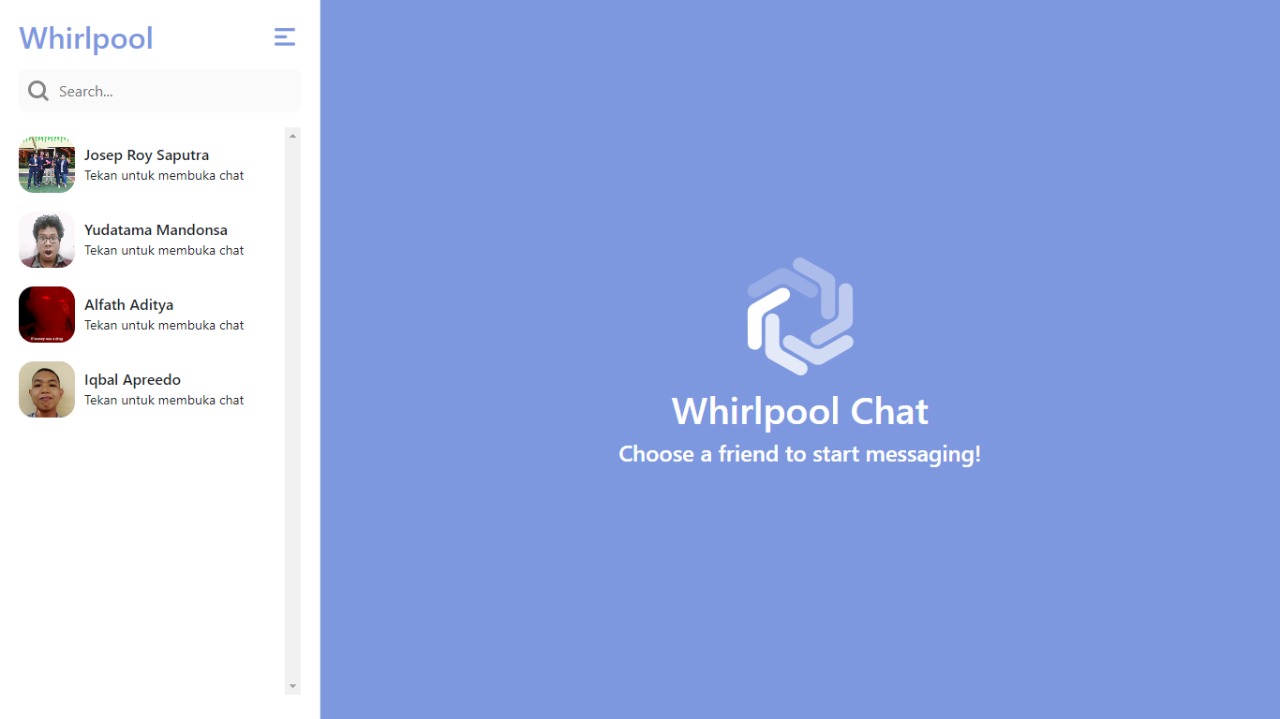 Whirlpool
Search...
Josep Roy Saputra
Tekan untuk membuka chat
Yudatama Mandonsa
Tekan untuk membuka chat
Alfath Aditya
Tekan untuk membuka chat
Iqbal Apreedo
Tekan untuk membuka chat
Whirlpool Chat
Choose a friend to start messaging!